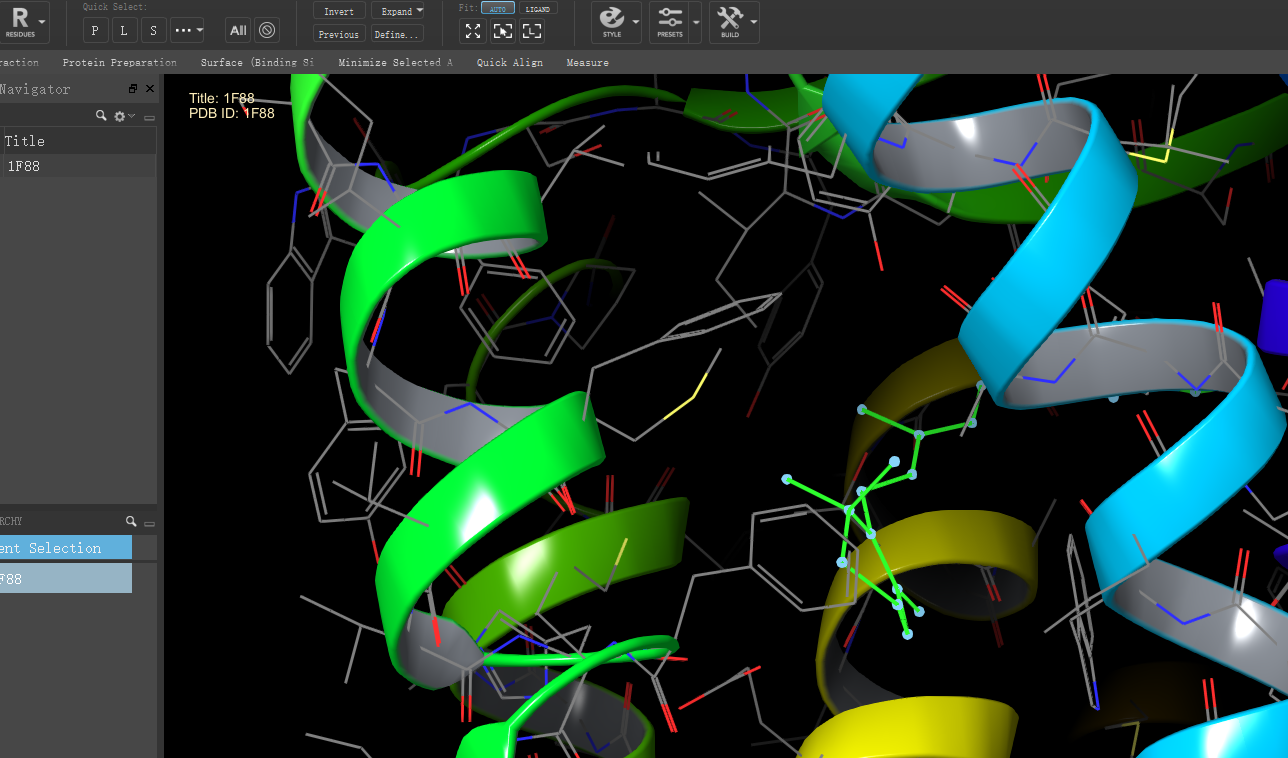 Quick Select:
Fit: AUTO LIGAND
R
RESIDUES
P L S ... All
Invert Expand
Previous Define...
STYLE PRESETS BUILD
raction Protein Preparation Surface (Binding Si Minimize Selected A Quick Align Measure
Navigator
Title
1F88
RCHY
ent Selection
F88
Title: 1F88
PDB ID: 1F88